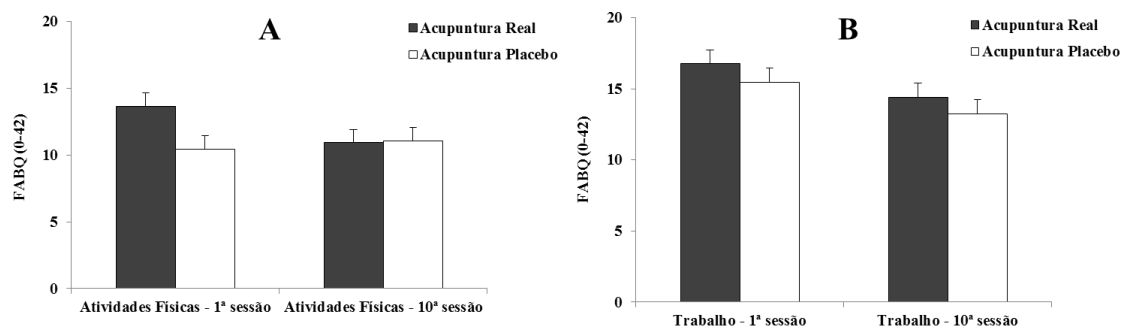 A
Acupuntura Real
Acupuntura Placebo
FABQ (0-42)
20
15
10
5
0
Atividades Físicas - 1ª sessão
Atividades Físicas - 10ª sessão
B
Acupuntura Real
Acupuntura Placebo
FABQ (0-42)
20
15
10
5
0
Trabalho - 1ª sessão
Trabalho - 10ª sessão